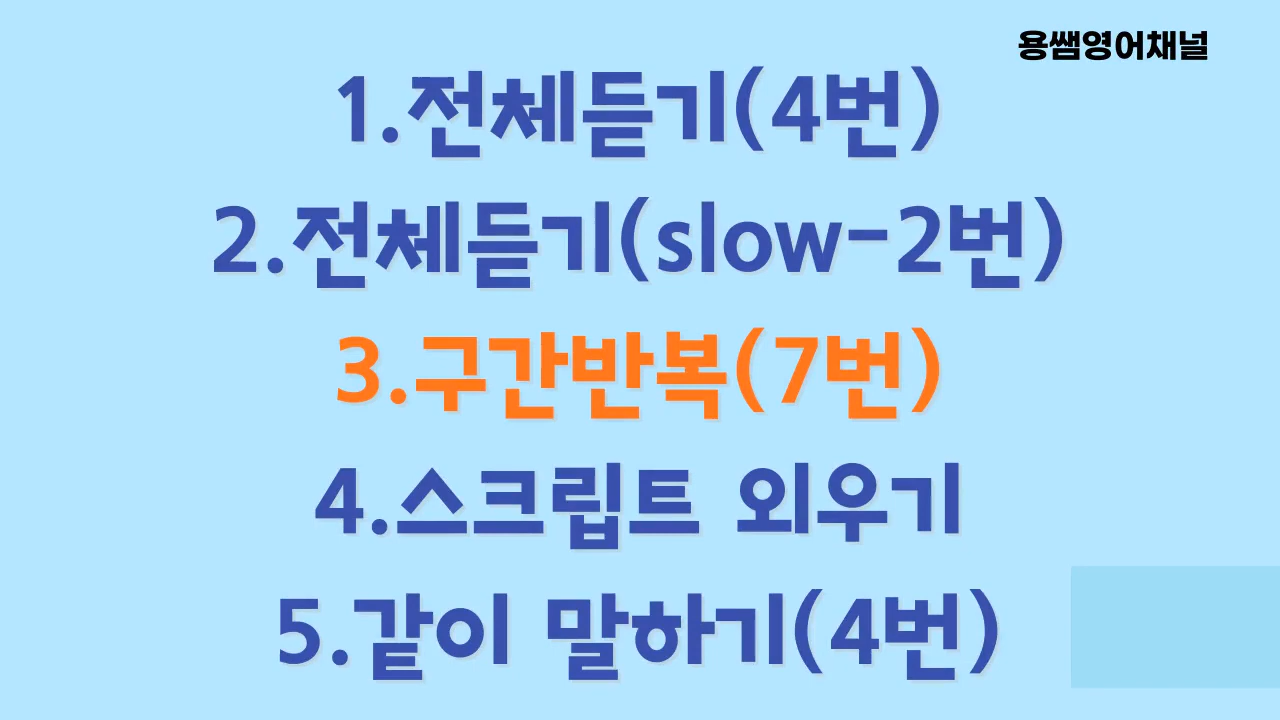 용쌤영어채널
1.전체듣기(4번)
2.전체듣기(slow-2번)
3.구간반복(7번)
4.스크립트 외우기
5.같이 말하기(4번)